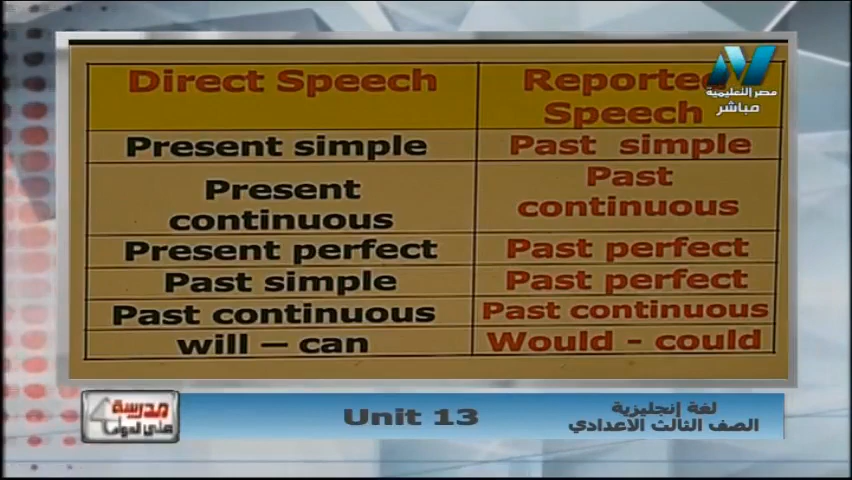 Direct Speech
Reported Speech
Present simple
Past simple
Present continuous
Past continuous
Present perfect
Past perfect
Past simple
Past perfect
Past continuous
Past continuous
will – can
Would - could
مصر التعليمية
مباشر
مدرسة
على الهواء
Unit 13
لغة إنجليزية
الصف الثالث الاعدادي